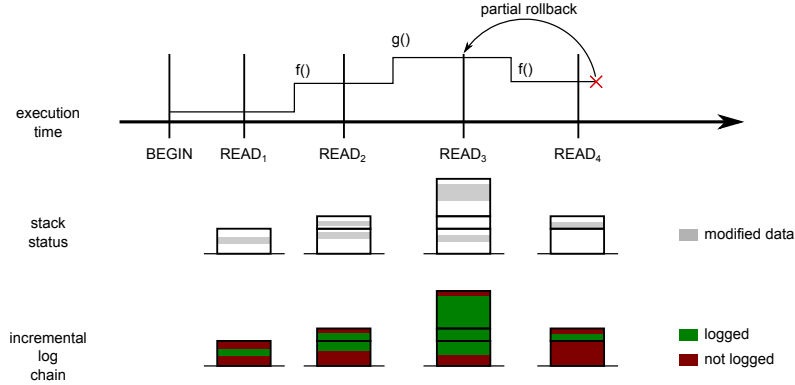 partial rollback
g()
f()
f()
execution
time
BEGIN
READ₁
READ₂
READ₃
READ₄
stack
status
modified data
incremental
log
chain
logged
not logged